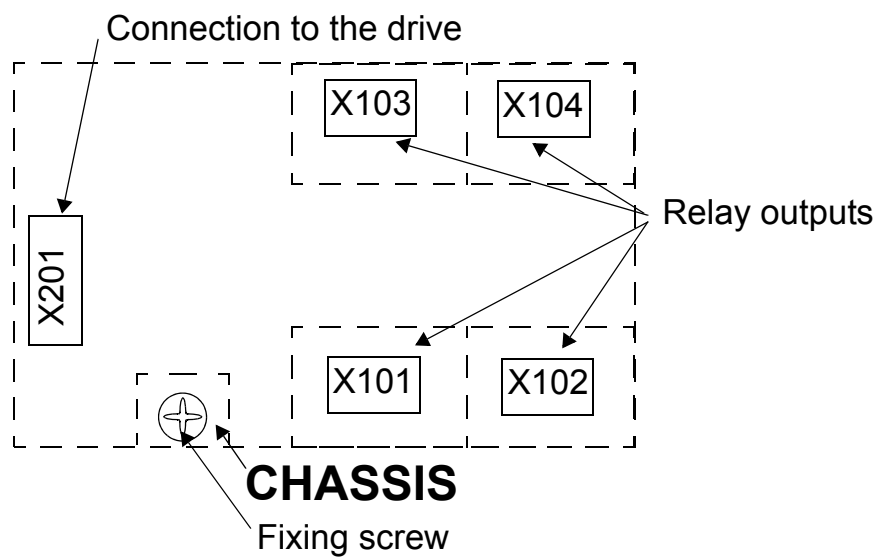 Connection to the drive
X103
X104
Relay outputs
X201
X101
X102
CHASSIS
Fixing screw